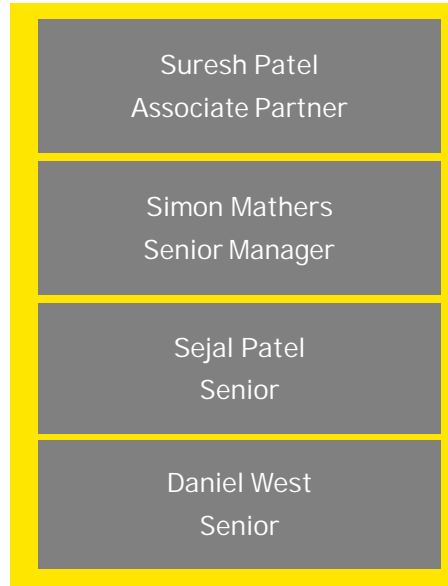 Suresh Patel
Associate Partner
Simon Mathers
Senior Manager
Sejal Patel
Senior
Daniel West
Senior